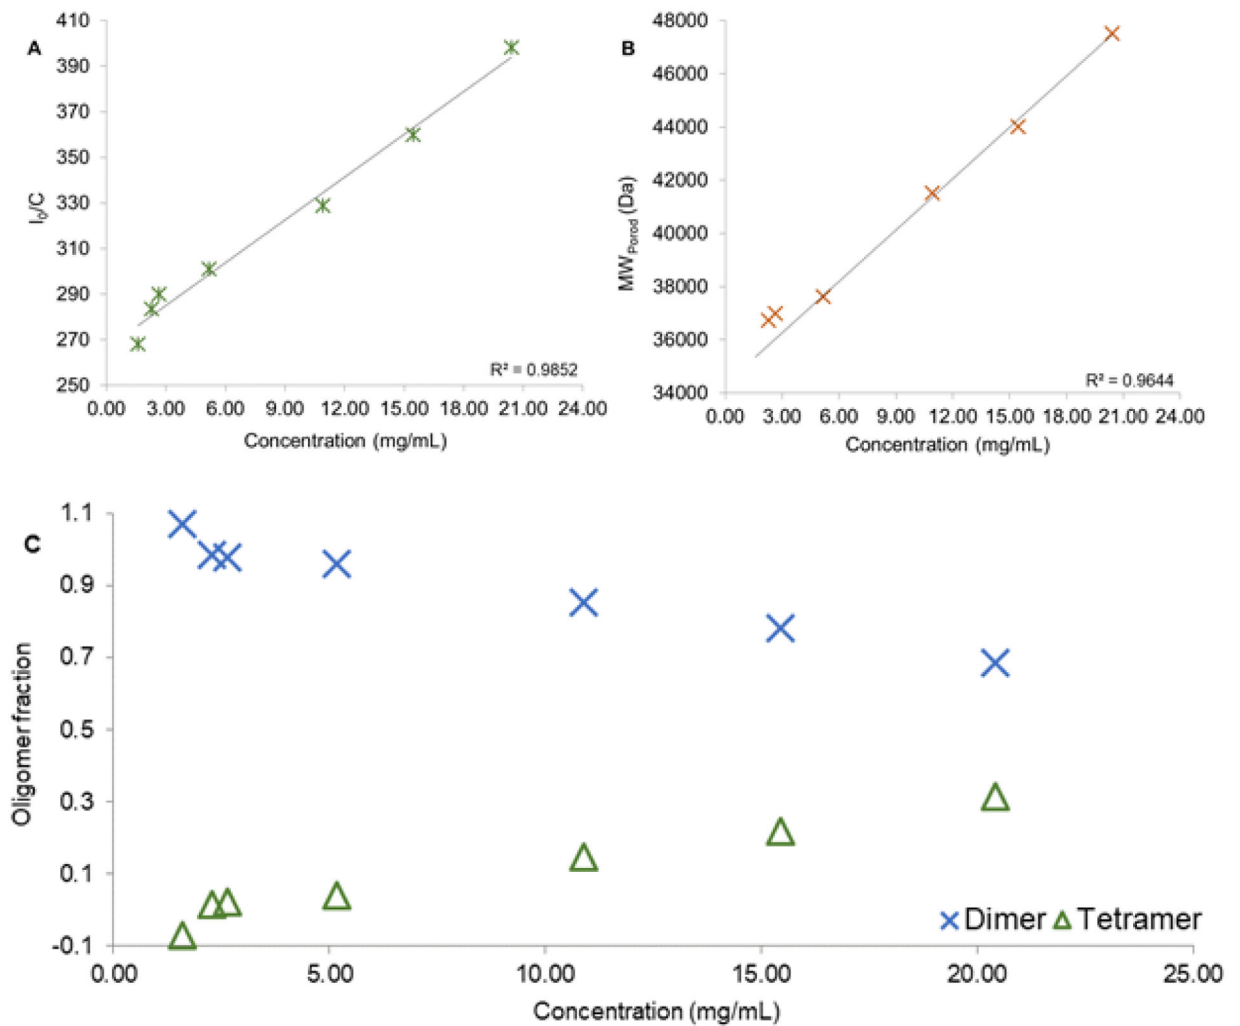 A
410
390
370
350
330
310
290
270
250
I₀/C
R² = 0.9852
0.00 3.00 6.00 9.00 12.00 15.00 18.00 21.00 24.00
Concentration (mg/mL)
B
48000
46000
44000
42000
40000
38000
36000
34000
MW_Porod (Da)
R² = 0.9644
0.00 3.00 6.00 9.00 12.00 15.00 18.00 21.00 24.00
Concentration (mg/mL)
C
1.1
0.9
0.7
0.5
0.3
0.1
-0.1
Oligomer fraction
Dimer Tetramer
0.00 5.00 10.00 15.00 20.00 25.00
Concentration (mg/mL)